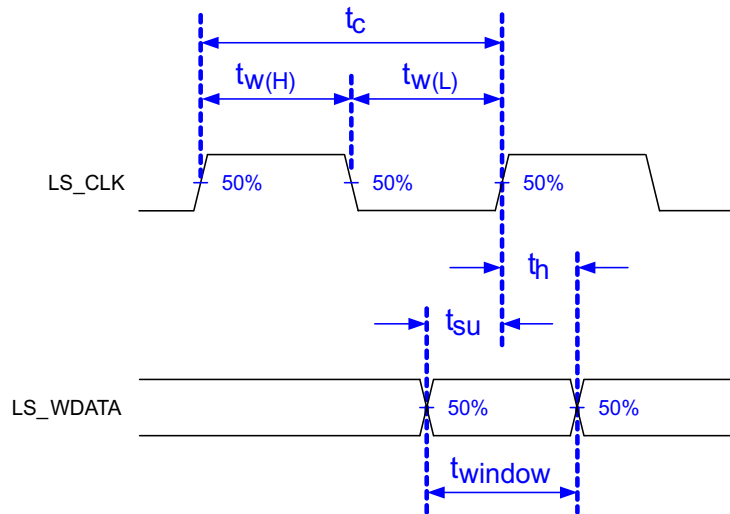 tc
tw(H) tw(L)
LS_CLK 50% 50% 50%
th
tsu
LS_WDATA 50% 50%
twindow